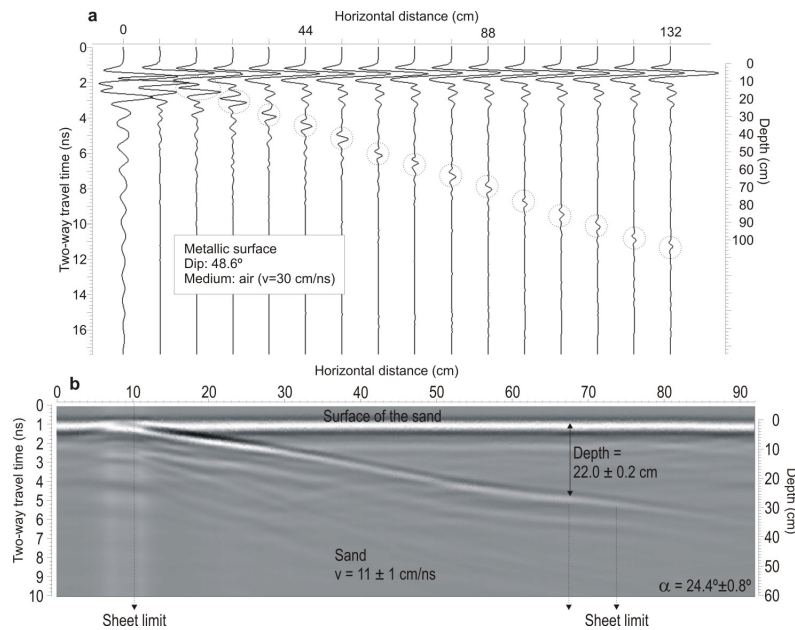 a
Horizontal distance (cm)
0 44 88 132
Two-way travel time (ns)
0
2
4
6
8
10
12
14
16
Depth (cm)
0
10
20
30
40
50
60
70
80
90
100
Metallic surface
Dip: 48.6º
Medium: air (v=30 cm/ns)
b
Horizontal distance (cm)
0 10 20 30 40 50 60 70 80 90
Two-way travel time (ns)
0
1
2
3
4
5
6
7
8
9
10
Depth (cm)
0
10
20
30
40
50
60
Surface of the sand
Depth =
22.0 ± 0.2 cm
Sand
v = 11 ± 1 cm/ns
α = 24.4º±0.8º
Sheet limit
Sheet limit